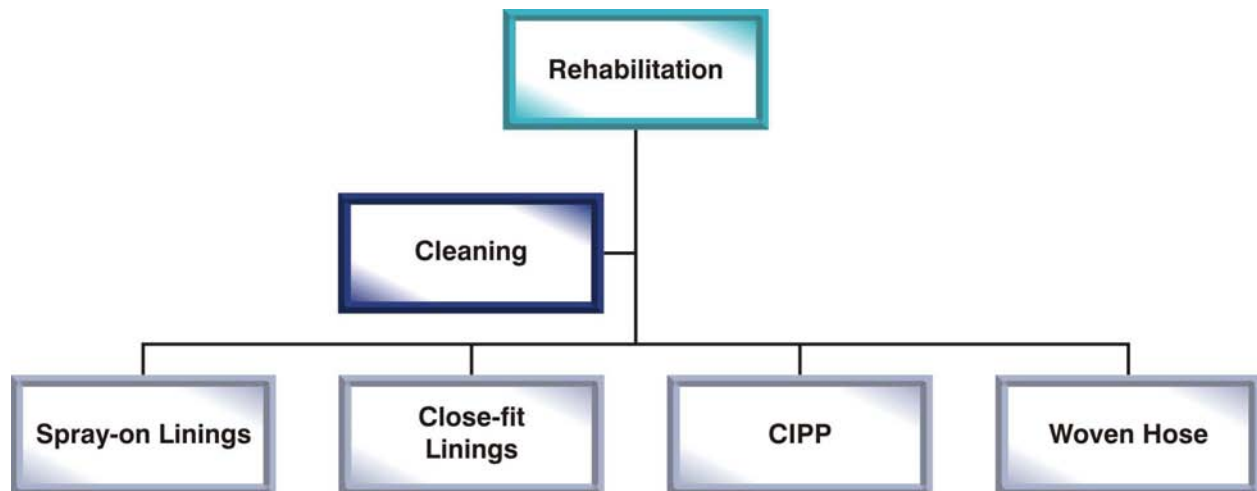 Rehabilitation
Cleaning
Spray-on Linings
Close-fit
Linings
CIPP
Woven Hose